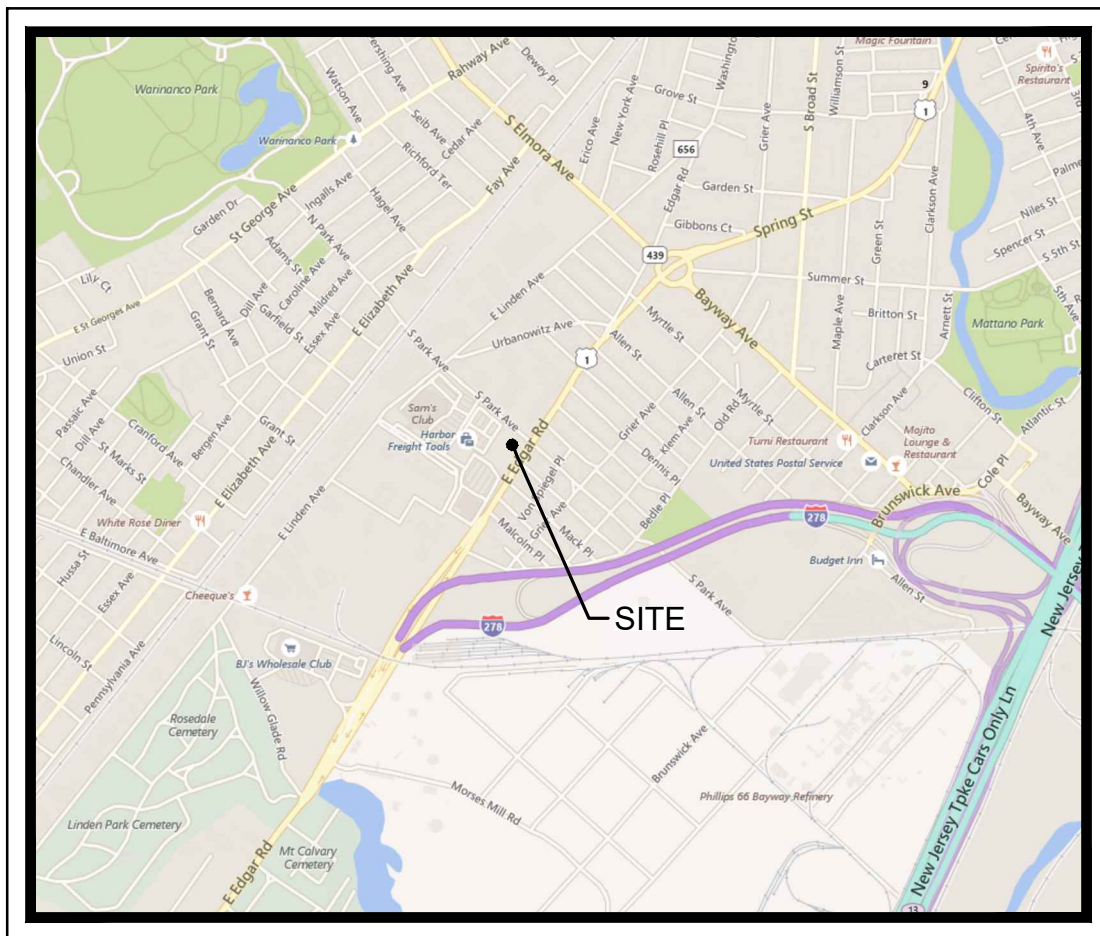 Magic Fountain
Spirito's
Restaurant
Warinanco Park
Rahway Ave
Dewey Pl
Watson Ave
Grove St
New York Ave
S Broad St
Williamson St
9
1
4th Ave
Seib Ave
Cedar Ave
S Elmora Ave
Erico Ave
Rosehill Pl
656
Grier Ave
Warinanco Park
Richford Ter
Fay Ave
Edgar Rd
Garden St
Clarkson Ave
Ingalls Ave
Hagel Ave
Garden Dr
St George Ave
N Park Ave
Gibbons Ct
Spring St
Green St
Niles St
Spencer St
S 5th St
Adams St
439
Lily Ct
Caroline Ave
Mildred Ave
E Elizabeth Ave
E Linden Ave
Summer St
5th Ave
Bernard Ave
Dill Ave
Garfield St
Essex Ave
E St Georges Ave
Grant St
Bayway Ave
Maple Ave
Britton St
Arnett St
Mattano Park
Union St
S Park Ave
Urbanowitz Ave
Allen St
Myrtle St
1
Carteret St
Passaic Ave
Dill Ave
Cranford Ave
St Marks St
Bergen Ave
Grant St
Sam's
Club
S Park Ave
Harbor
Freight Tools
E Edgar Rd
Grier Ave
Allen St
Klem Ave
Old Rd
Myrtle St
Clarkson Ave
Clifton St
Atlantic St
Tumi Restaurant
Mojito
Lounge &
Restaurant
United States Postal Service
Dennis Pl
Chandler Ave
E Elizabeth Ave
E Linden Ave
Von Spiegel Pl
Grier Ave
Bedle Pl
Brunswick Ave
Cole Pl
Bayway Ave
White Rose Diner
E Baltimore Ave
Malcolm Pl
Mack Pl
278
Hussa St
Essex Ave
Cheeque's
Budget Inn
Allen St
S Park Ave
278
SITE
Lincoln St
Pennsylvania Ave
BJ's Wholesale Club
Willow Glade Rd
New Jersey
Rosedale
Cemetery
Brunswick Ave
New Jersey Tpke Cars Only Ln
Morses Mill Rd
Phillips 66 Bayway Refinery
Linden Park Cemetery
Mt Calvary
Cemetery
E Edgar Rd
13